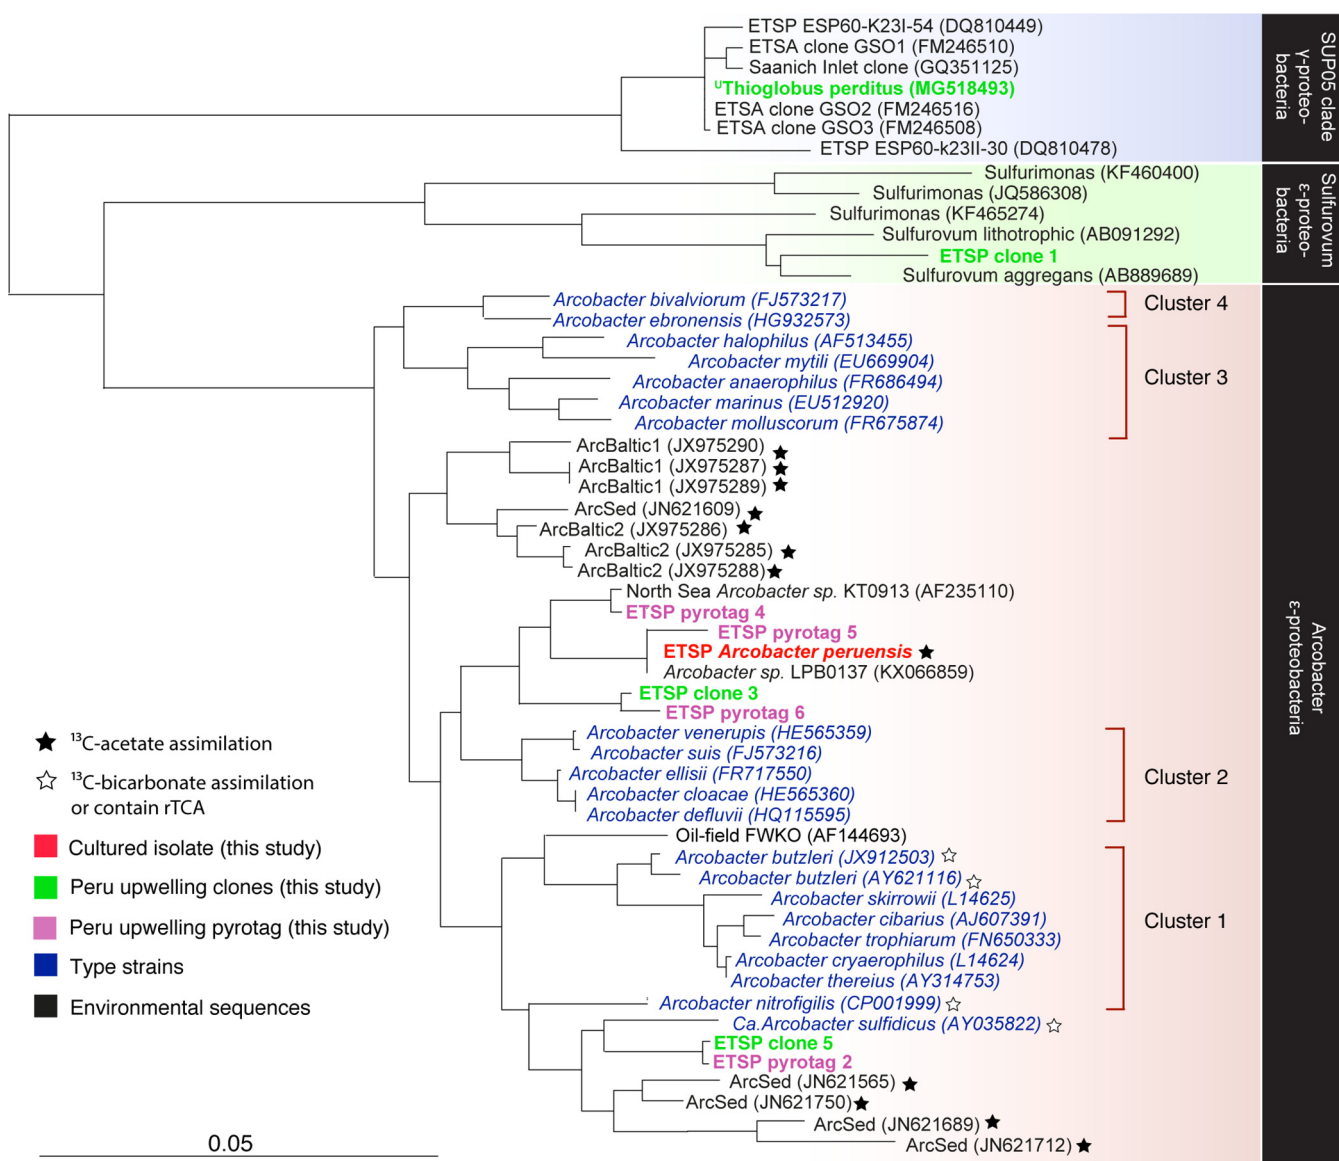 ETSP ESP60-K23I-54 (DQ810449)
ETSA clone GSO1 (FM246510)
Saanich Inlet clone (GQ351125)
ᵁThioglobus perditus (MG518493)
ETSA clone GSO2 (FM246516)
ETSA clone GSO3 (FM246508)
ETSP ESP60-k23II-30 (DQ810478)
SUP05 clade
γ-proteo-
bacteria
Sulfurimonas (KF460400)
Sulfurimonas (JQ586308)
Sulfurimonas (KF465274)
Sulfurovum lithotrophic (AB091292)
ETSP clone 1
Sulfurovum aggregans (AB889689)
Sulfurovum
ε-proteo-
bacteria
Arcobacter bivalviorum (FJ573217)
Arcobacter ebronensis (HG932573)
Cluster 4
Arcobacter halophilus (AF513455)
Arcobacter mytili (EU669904)
Arcobacter anaerophilus (FR686494)
Arcobacter marinus (EU512920)
Arcobacter molluscorum (FR675874)
Cluster 3
ArcBaltic1 (JX975290)
ArcBaltic1 (JX975287)
ArcBaltic1 (JX975289)
ArcSed (JN621609)
ArcBaltic2 (JX975286)
ArcBaltic2 (JX975285)
ArcBaltic2 (JX975288)
North Sea Arcobacter sp. KT0913 (AF235110)
ETSP pyrotag 4
ETSP pyrotag 5
ETSP Arcobacter peruensis
Arcobacter sp. LPB0137 (KX066859)
ETSP clone 3
ETSP pyrotag 6
Arcobacter venerupis (HE565359)
Arcobacter suis (FJ573216)
Arcobacter ellisii (FR717550)
Arcobacter cloacae (HE565360)
Arcobacter defluvii (HQ115595)
Cluster 2
Oil-field FWKO (AF144693)
Arcobacter butzleri (JX912503)
Arcobacter butzleri (AY621116)
Arcobacter skirrowii (L14625)
Arcobacter cibarius (AJ607391)
Arcobacter trophiarum (FN650333)
Arcobacter cryaerophilus (L14624)
Arcobacter thereius (AY314753)
Arcobacter nitrofigilis (CP001999)
Cluster 1
Ca.Arcobacter sulfidicus (AY035822)
ETSP clone 5
ETSP pyrotag 2
ArcSed (JN621565)
ArcSed (JN621750)
ArcSed (JN621689)
ArcSed (JN621712)
Arcobacter
ε-proteobacteria
¹³C-acetate assimilation
¹³C-bicarbonate assimilation
or contain rTCA
Cultured isolate (this study)
Peru upwelling clones (this study)
Peru upwelling pyrotag (this study)
Type strains
Environmental sequences
0.05